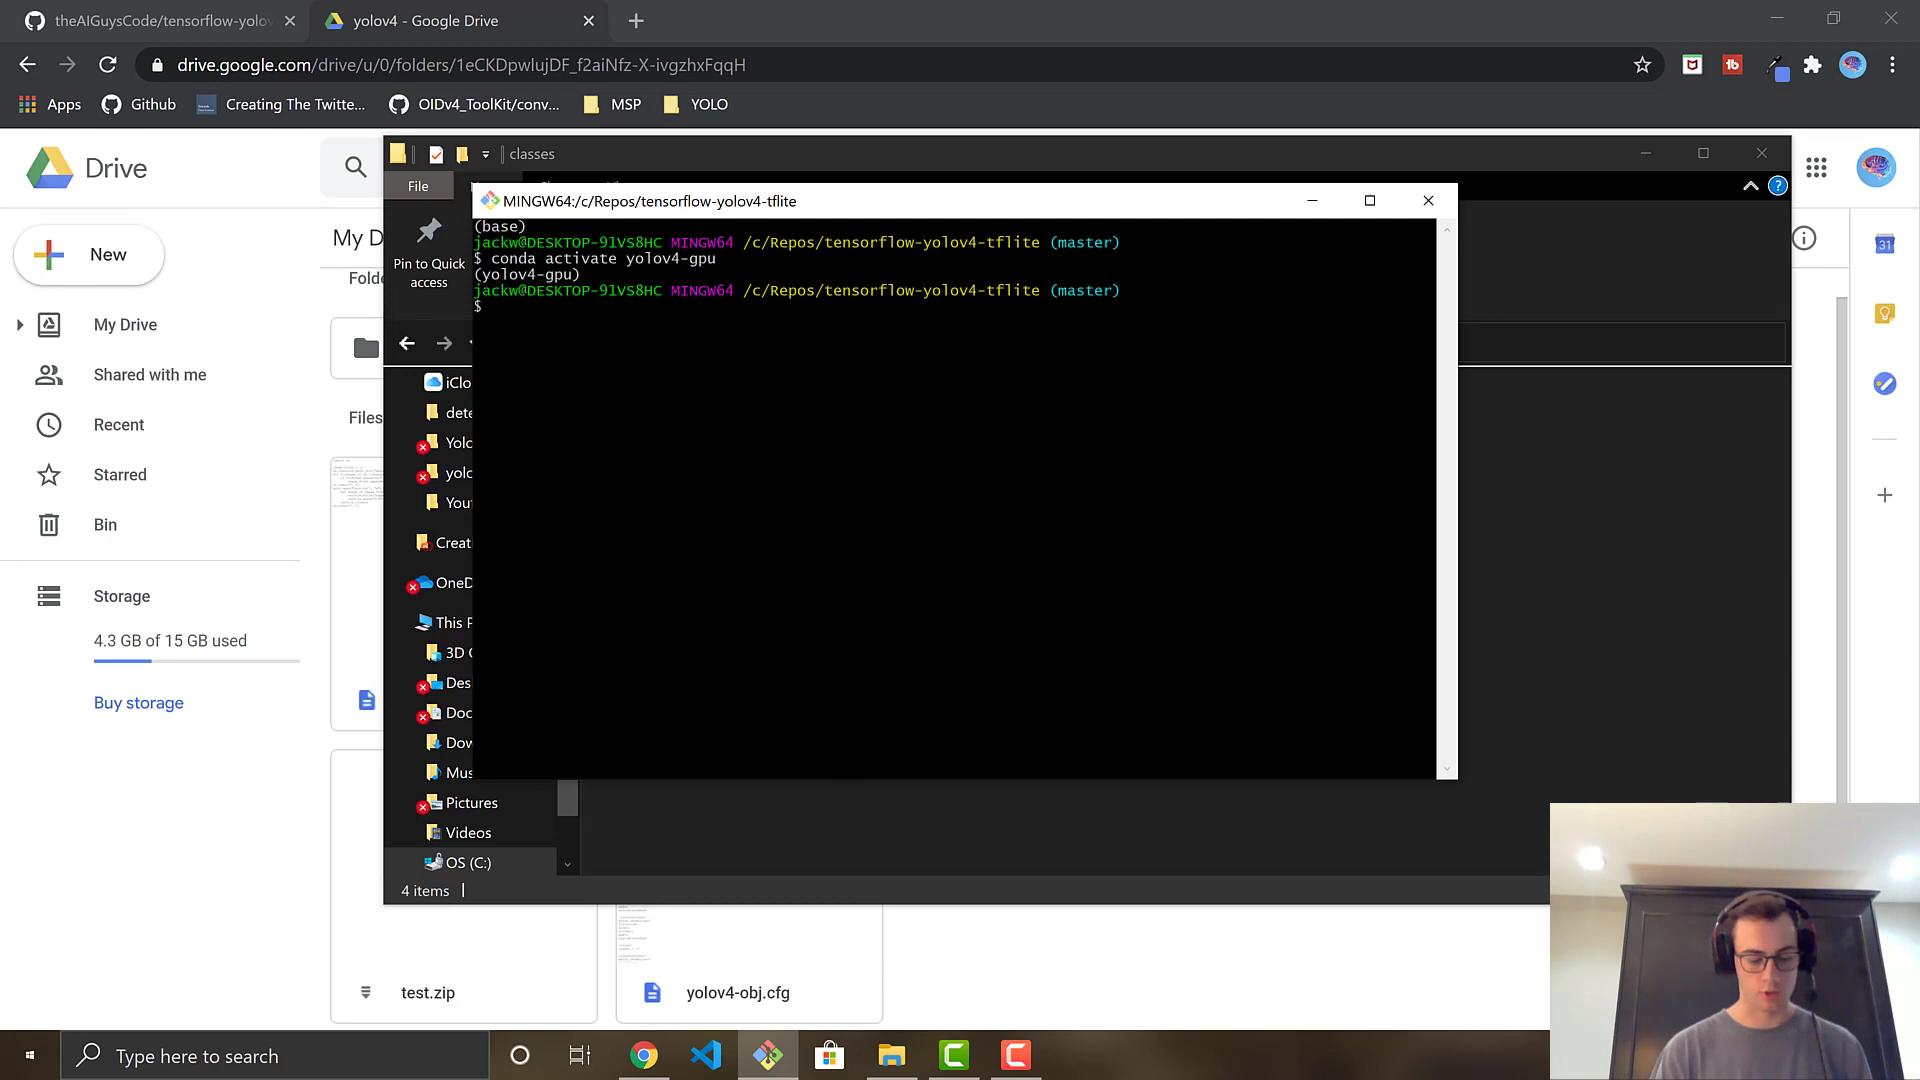 theAIGuysCode/tensorflow-yolov
yolov4 - Google Drive
drive.google.com/drive/u/0/folders/1eCKDpwlujDF_f2aiNfz-X-ivgzhxFqqH
Apps
Github
Creating The Twitte...
OIDv4_ToolKit/conv...
MSP
YOLO
Drive
classes
File
MINGW64:/c/Repos/tensorflow-yolov4-tflite
(base)
jackw@DESKTOP-91VS8HC MINGW64 /c/Repos/tensorflow-yolov4-tflite (master)
$ conda activate yolov4-gpu
(yolov4-gpu)
jackw@DESKTOP-91VS8HC MINGW64 /c/Repos/tensorflow-yolov4-tflite (master)
$
New
My D
Folde
Files
Pin to Quick
access
My Drive
Shared with me
Recent
Starred
Bin
Storage
4.3 GB of 15 GB used
Buy storage
iClo
dete
Yolo
yolo
You
Creat
OneD
This P
3D
Des
Doc
Dow
Mus
Pictures
Videos
OS (C:)
4 items
31
test.zip
yolov4-obj.cfg
Type here to search